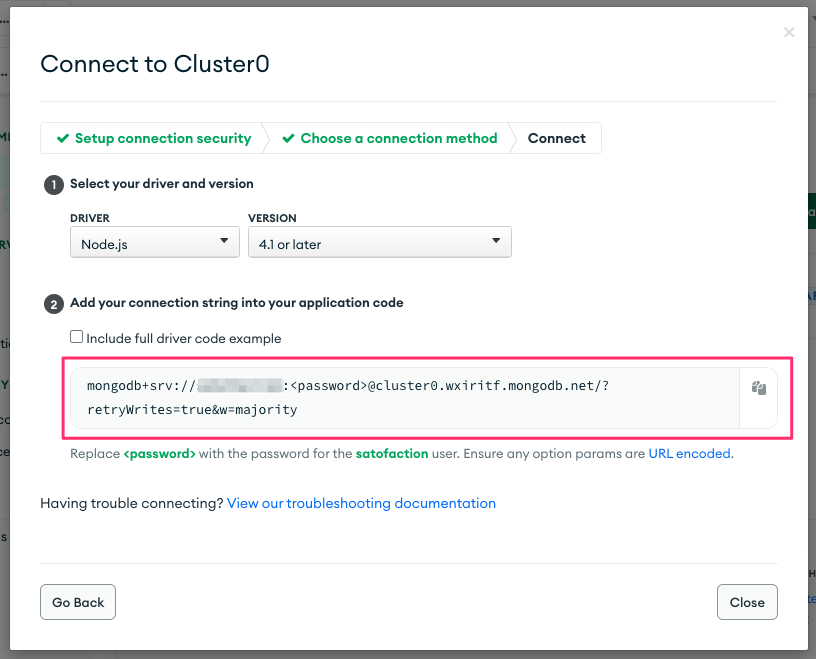 Connect to Cluster0
Setup connection security
Choose a connection method
Connect
1 Select your driver and version
DRIVER
VERSION
Node.js
4.1 or later
2 Add your connection string into your application code
Include full driver code example
mongodb+srv://:<password>@cluster0.wxiritf.mongodb.net/?
retryWrites=true&w=majority
Replace <password> with the password for the satofaction user. Ensure any option params are URL encoded.
Having trouble connecting? View our troubleshooting documentation
Go Back
Close